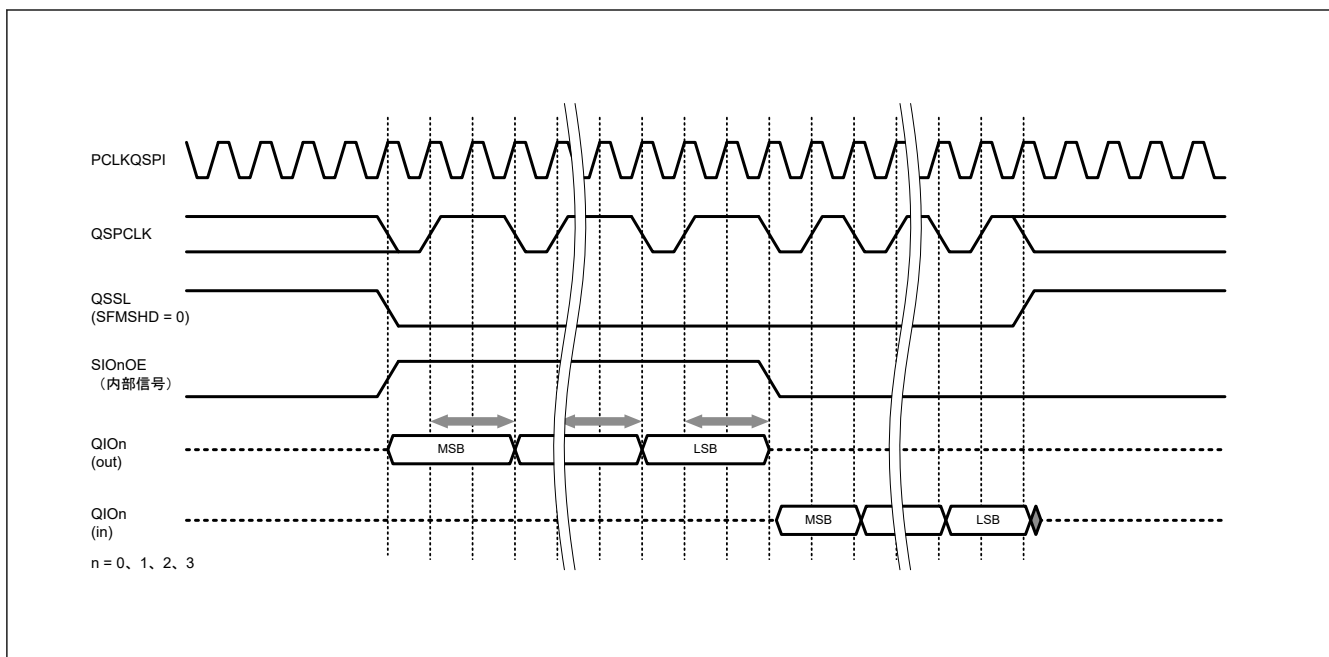 PCLKQSPI
QSPCLK
QSSL
(SFMSHD = 0)
SIOnOE
（内部信号）
QIOn
(out)
MSB
LSB
QIOn
(in)
MSB
LSB
n = 0、1、2、3